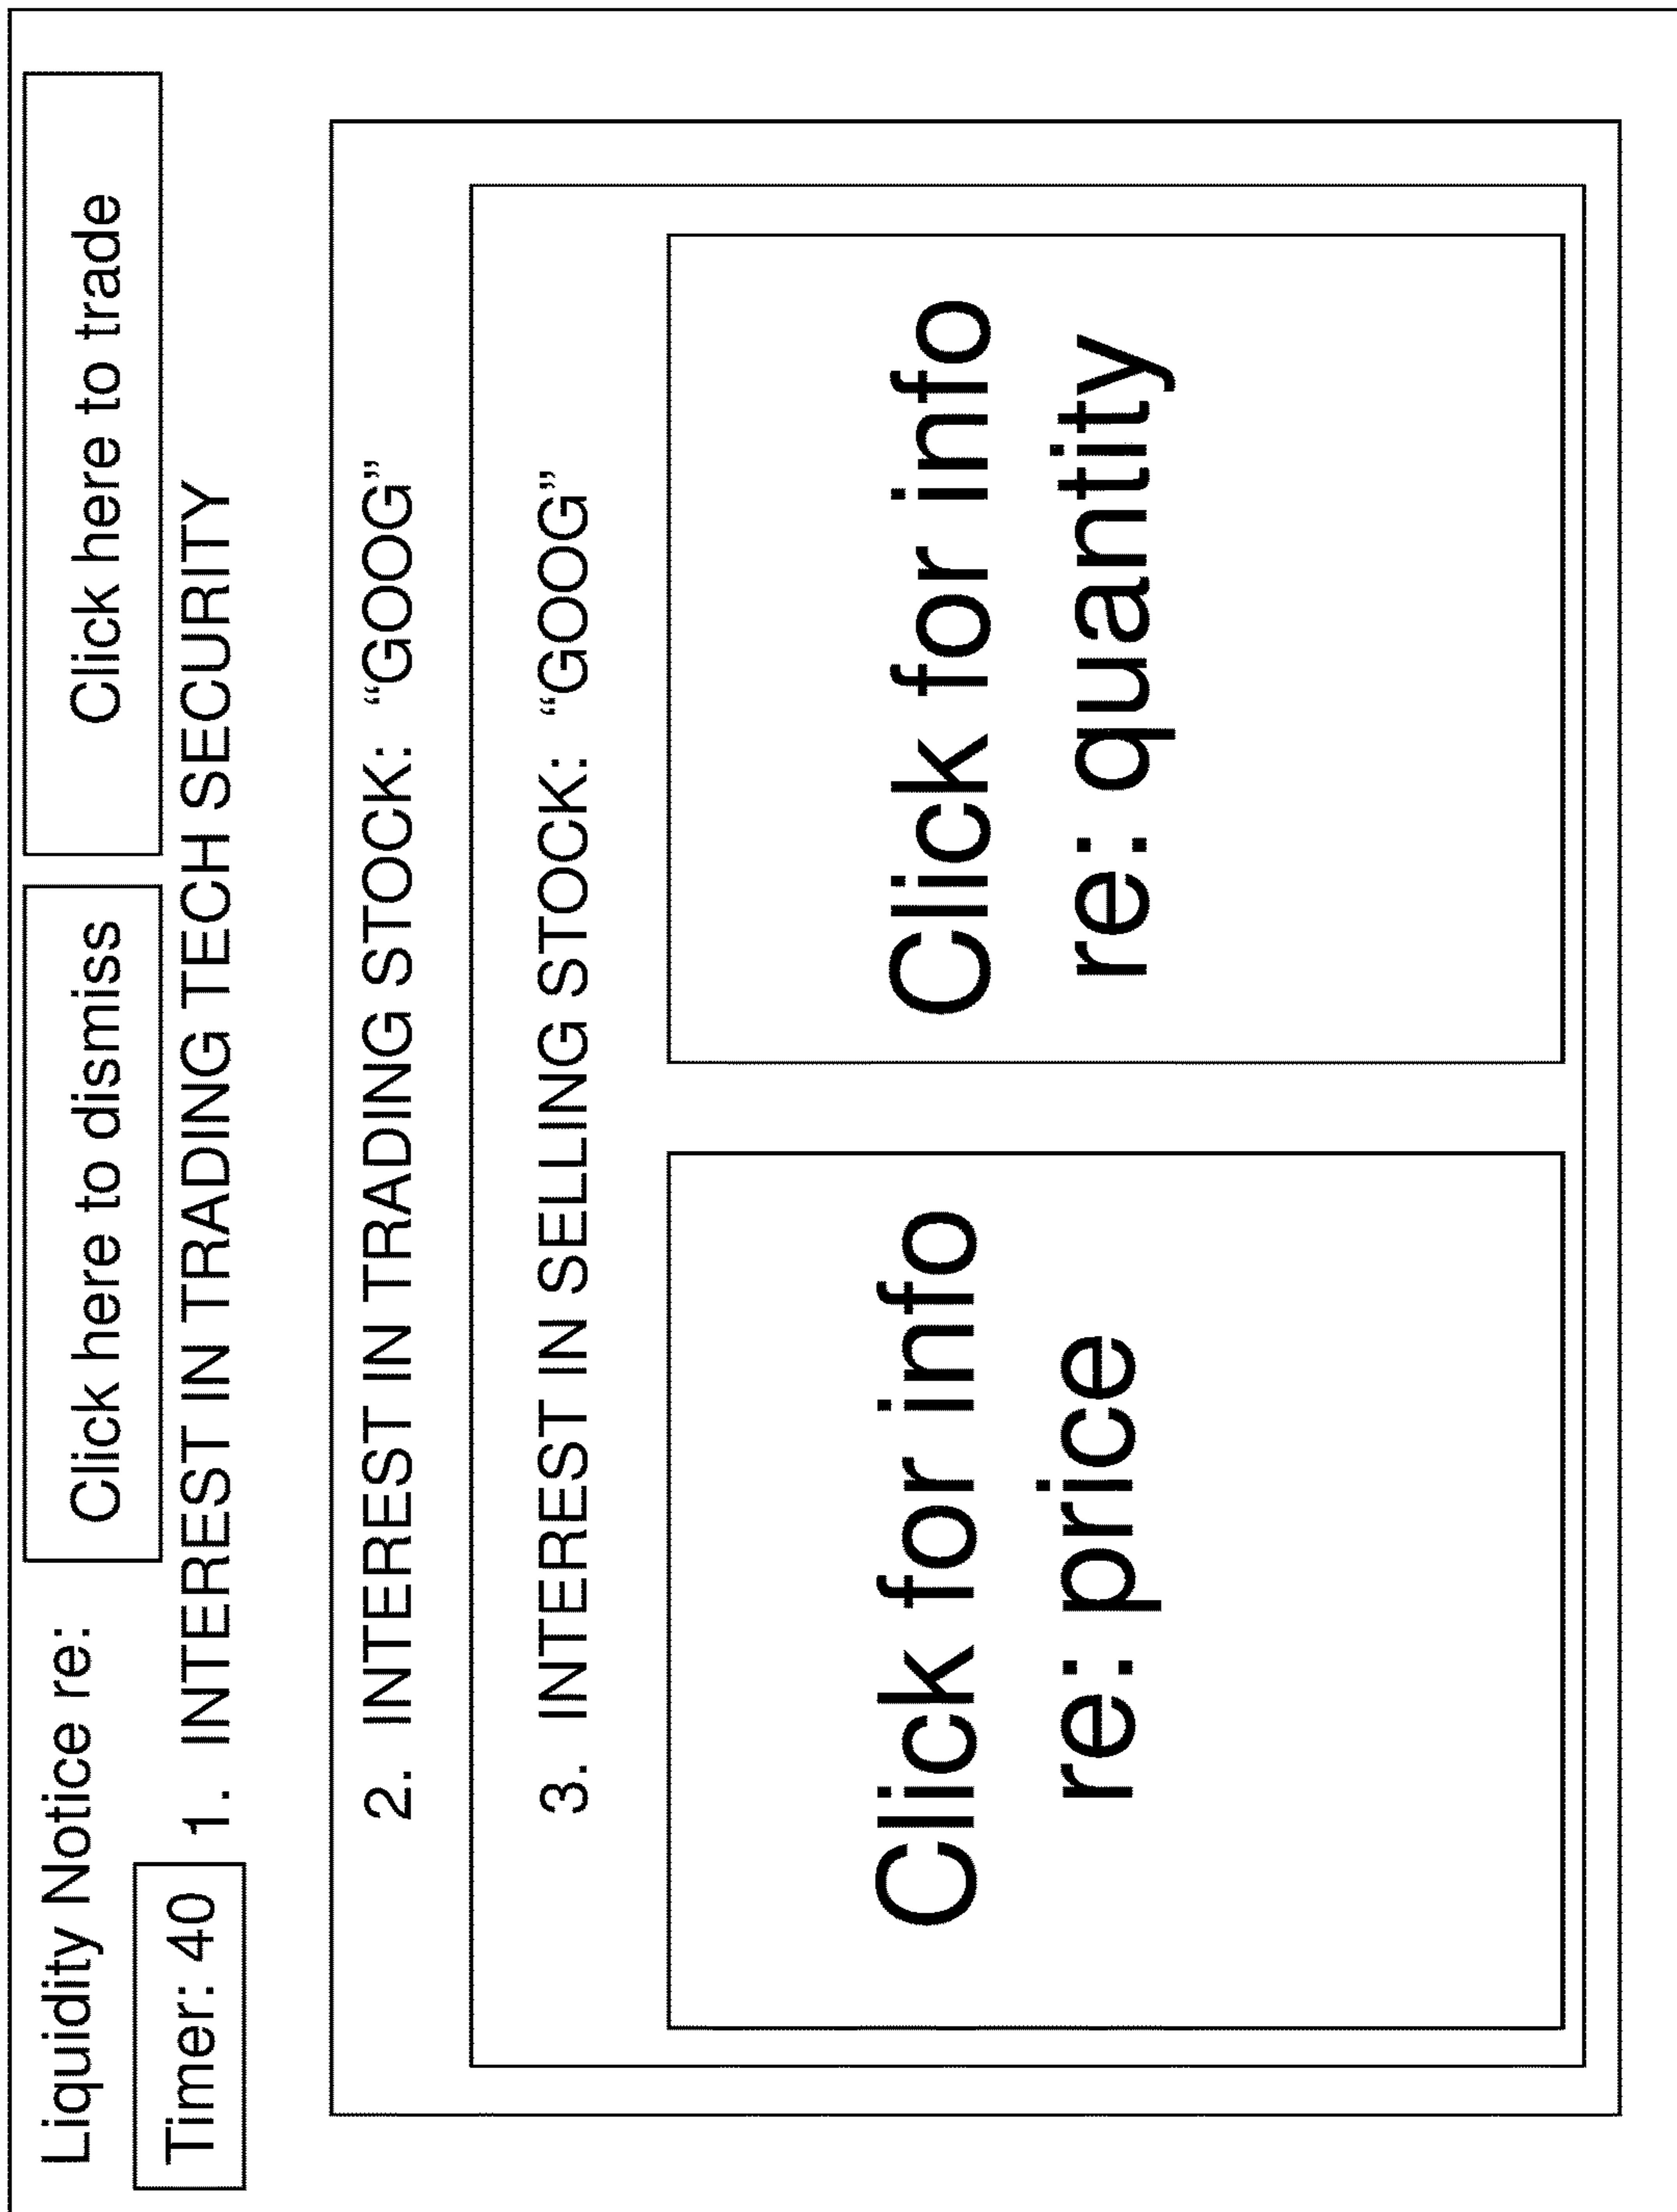 Liquidity Notice re:
Click here to dismiss
Click here to trade
Timer: 40
1. INTEREST IN TRADING TECH SECURITY
2. INTEREST IN TRADING STOCK: “GOOG”
3. INTEREST IN SELLING STOCK: “GOOG”
Click for info
re: price
Click for info
re: quantity